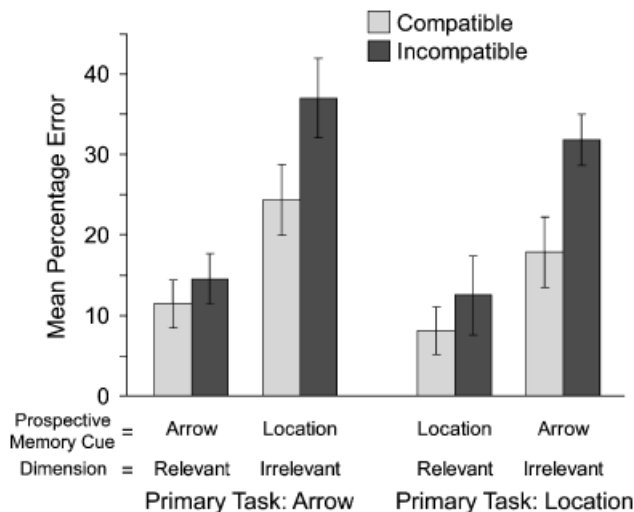 Compatible
Incompatible
Mean Percentage Error
40
30
20
10
0
Prospective
Memory Cue = Arrow Location Location Arrow
Dimension = Relevant Irrelevant Relevant Irrelevant
Primary Task: Arrow Primary Task: Location